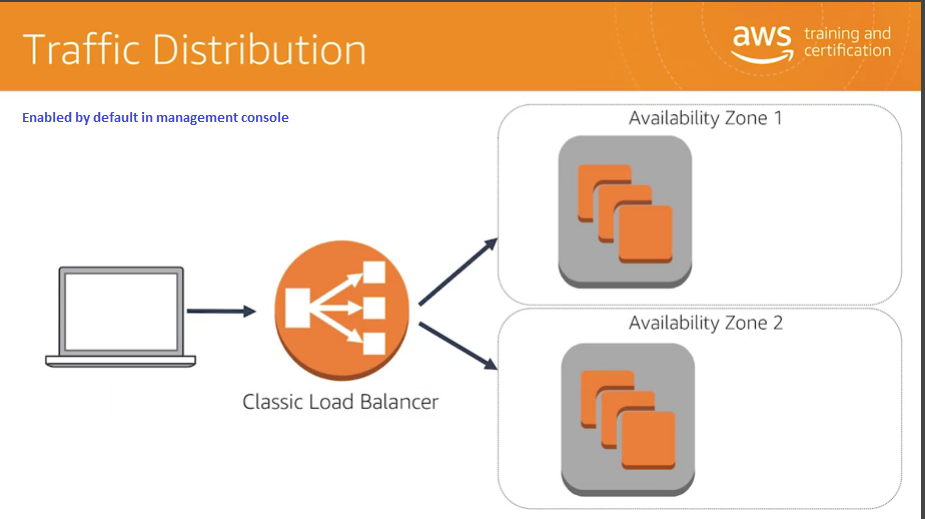 Traffic Distribution
aws training and
certification
Enabled by default in management console
Availability Zone 1
Classic Load Balancer
Availability Zone 2